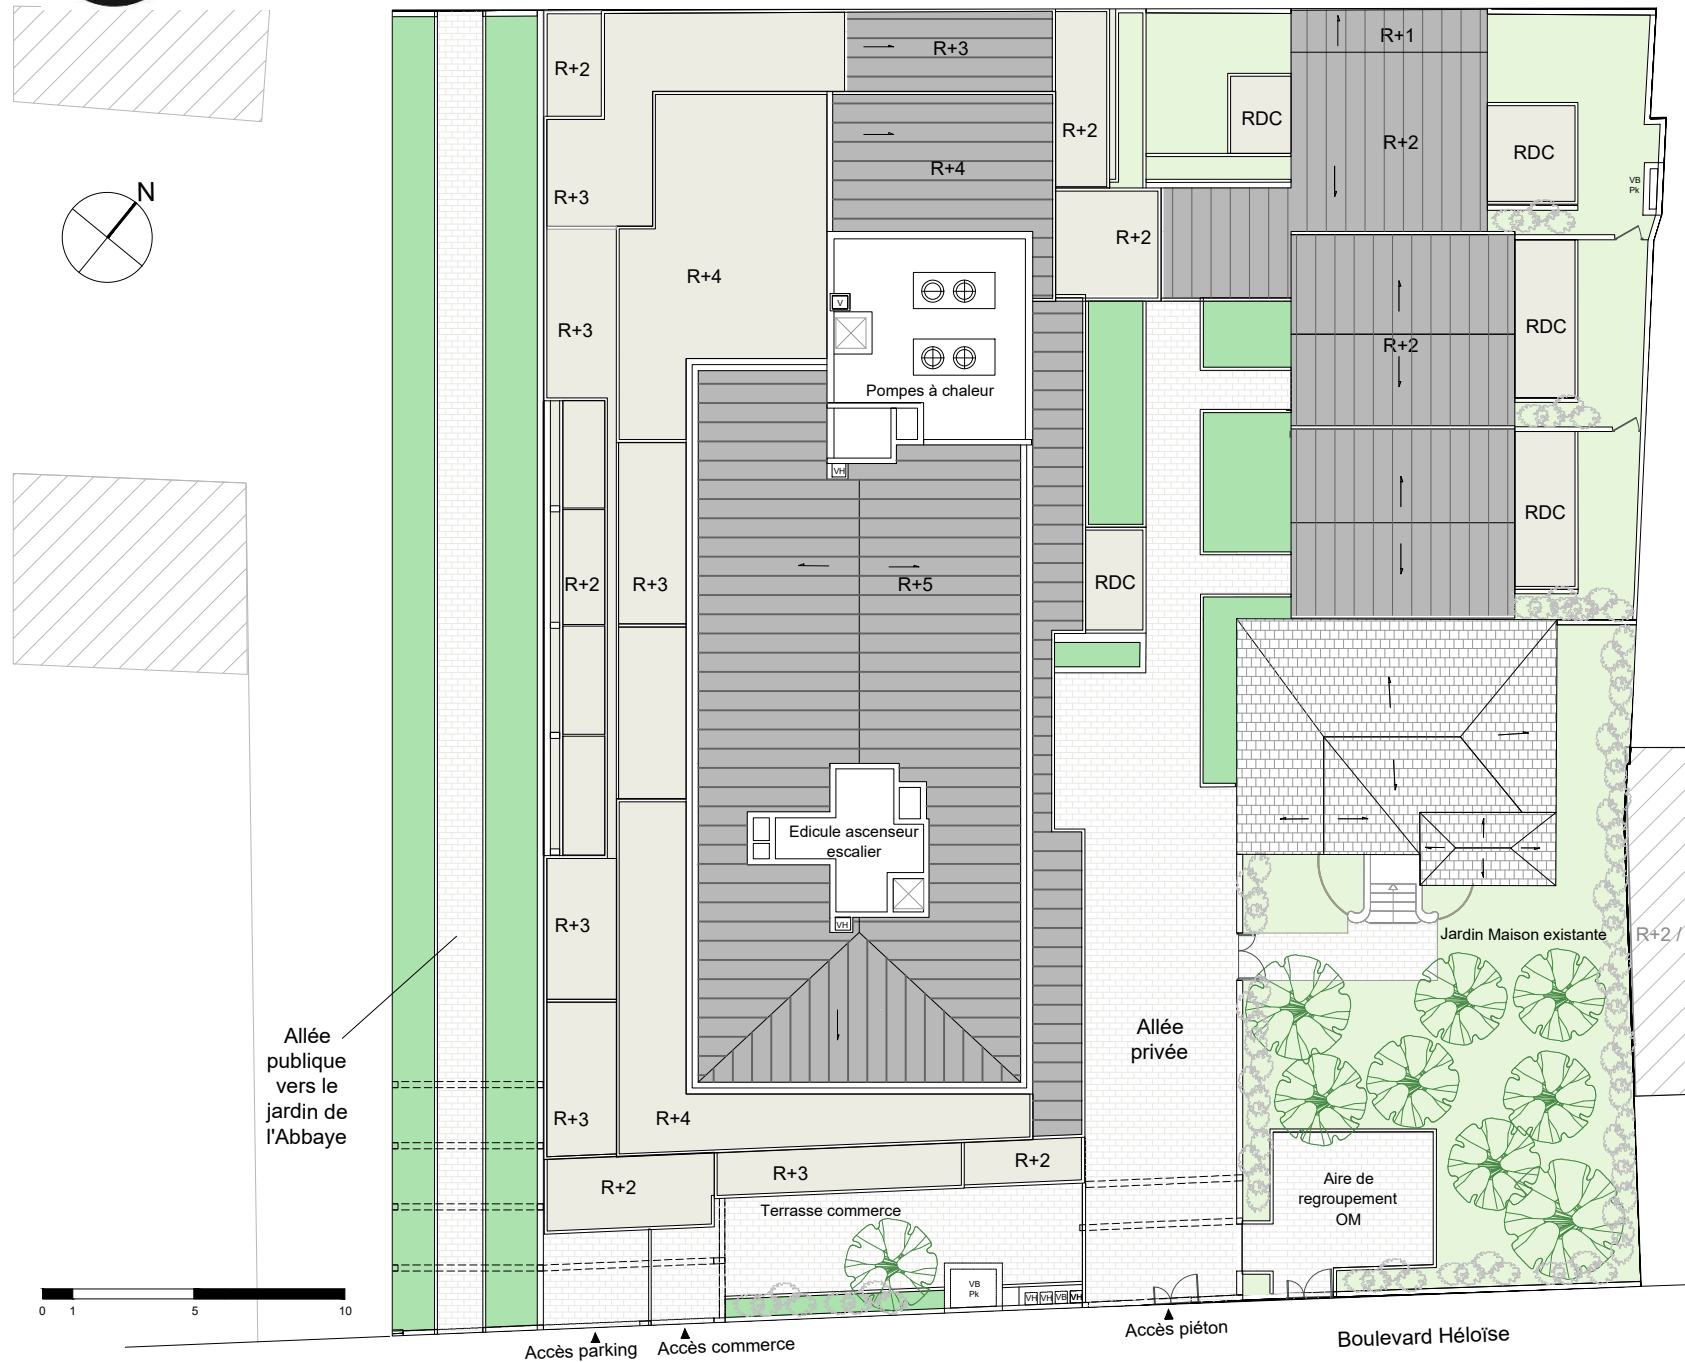 R+3
R+1
R+2
RDC
R+2
R+2
RDC
VB
Pk
R+4
N
R+3
R+2
R+4
V
R+3
RDC
R+2
Pompes à chaleur
VH
RDC
R+2
R+3
R+5
RDC
Edicule ascenseur
escalier
VH
R+3
Jardin Maison existante
R+2 /
Allée
publique
vers le
jardin de
l'Abbaye
Allée
privée
R+3
R+4
R+2
R+3
R+2
Aire de
regroupement
OM
Terrasse commerce
VB
Pk
VH
VH
VB
VH
0
1
5
10
Accès parking
Accès commerce
Accès piéton
Boulevard Héloïse